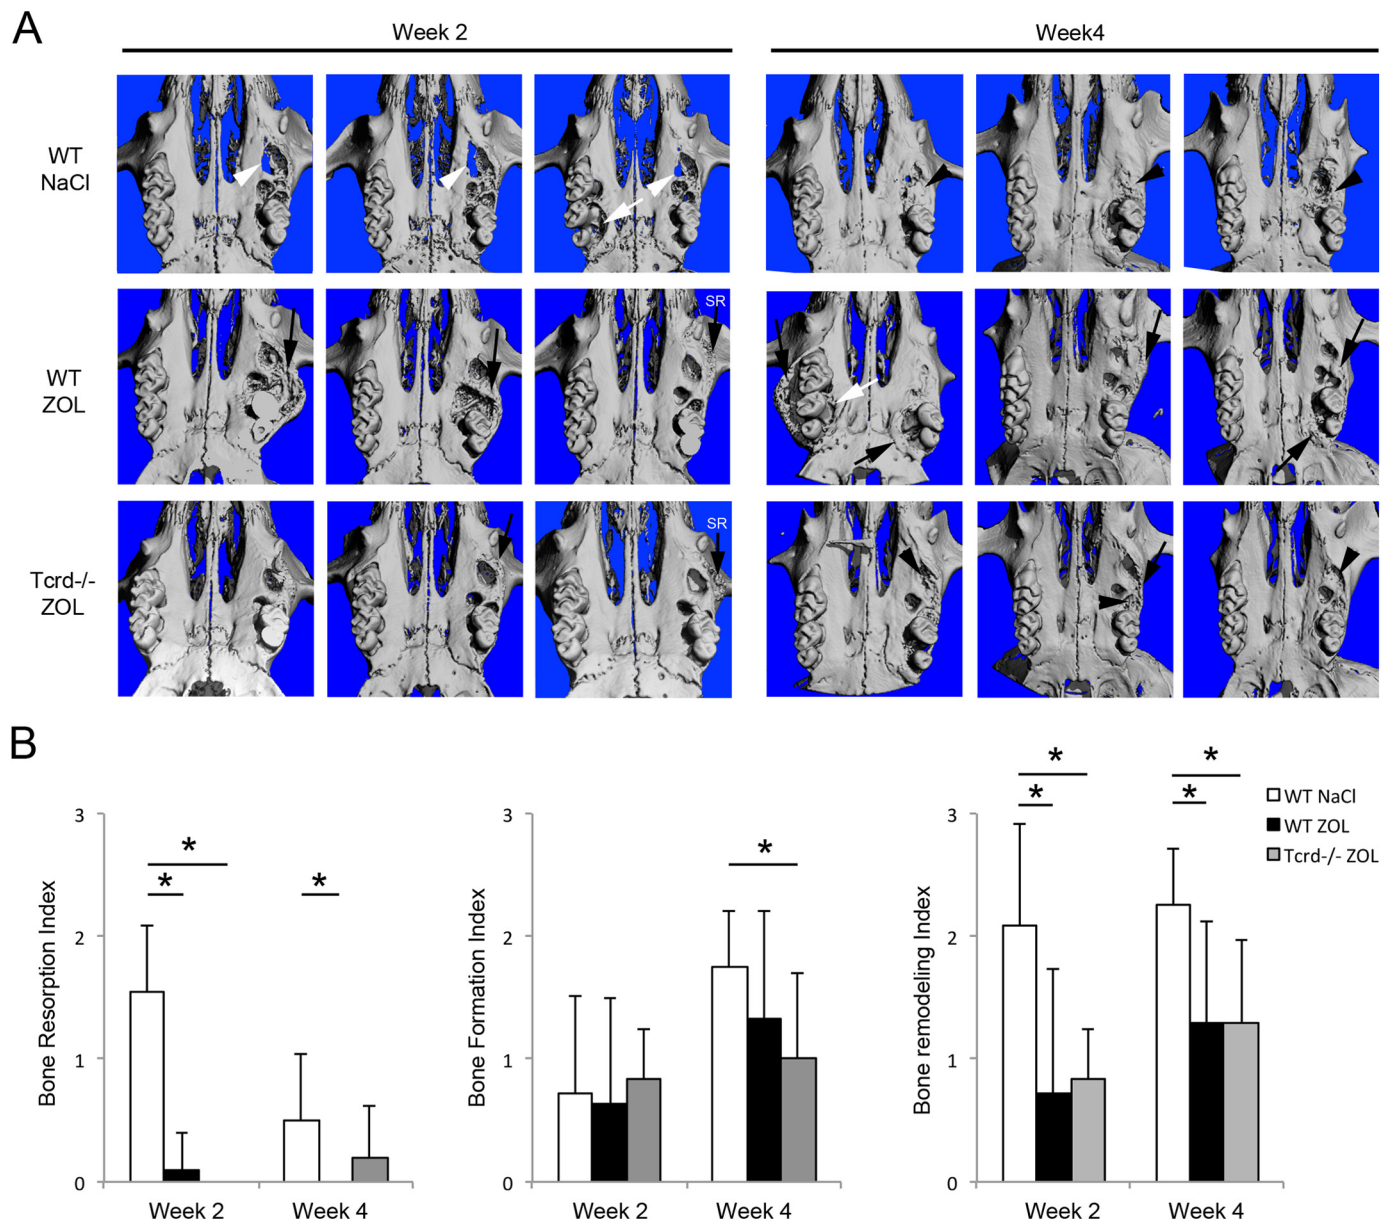 A
Week 2
Week4
WT
NaCl
WT
ZOL
SR
Tcrd-/-
ZOL
SR
B
Bone Resorption Index
3
2
1
0
*
*
*
Week 2
Week 4
Bone Formation Index
3
2
1
0
*
Week 2
Week 4
Bone remodeling Index
3
2
1
0
*
*
*
*
Week 2
Week 4
WT NaCl
WT ZOL
Tcrd-/- ZOL